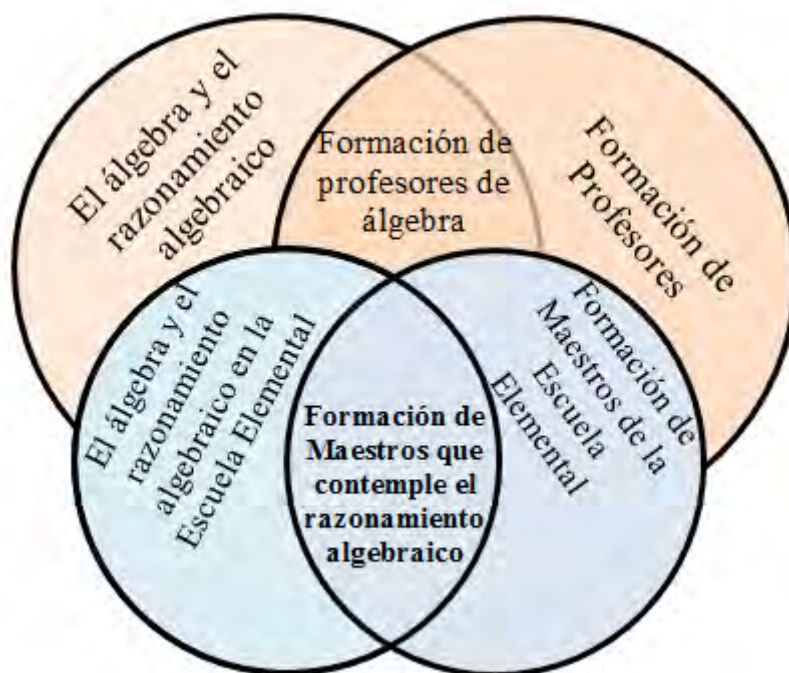 El álgebra y el
razonamiento
algebraico
Formación de
profesores de
álgebra
Formación de
Profesores
El álgebra y el
razonamiento
algebraico en la
Escuela Elemental
Formación de
Maestros que
contemple el
razonamiento
algebraico
Formación de
Maestros de la
Escuela
Elemental